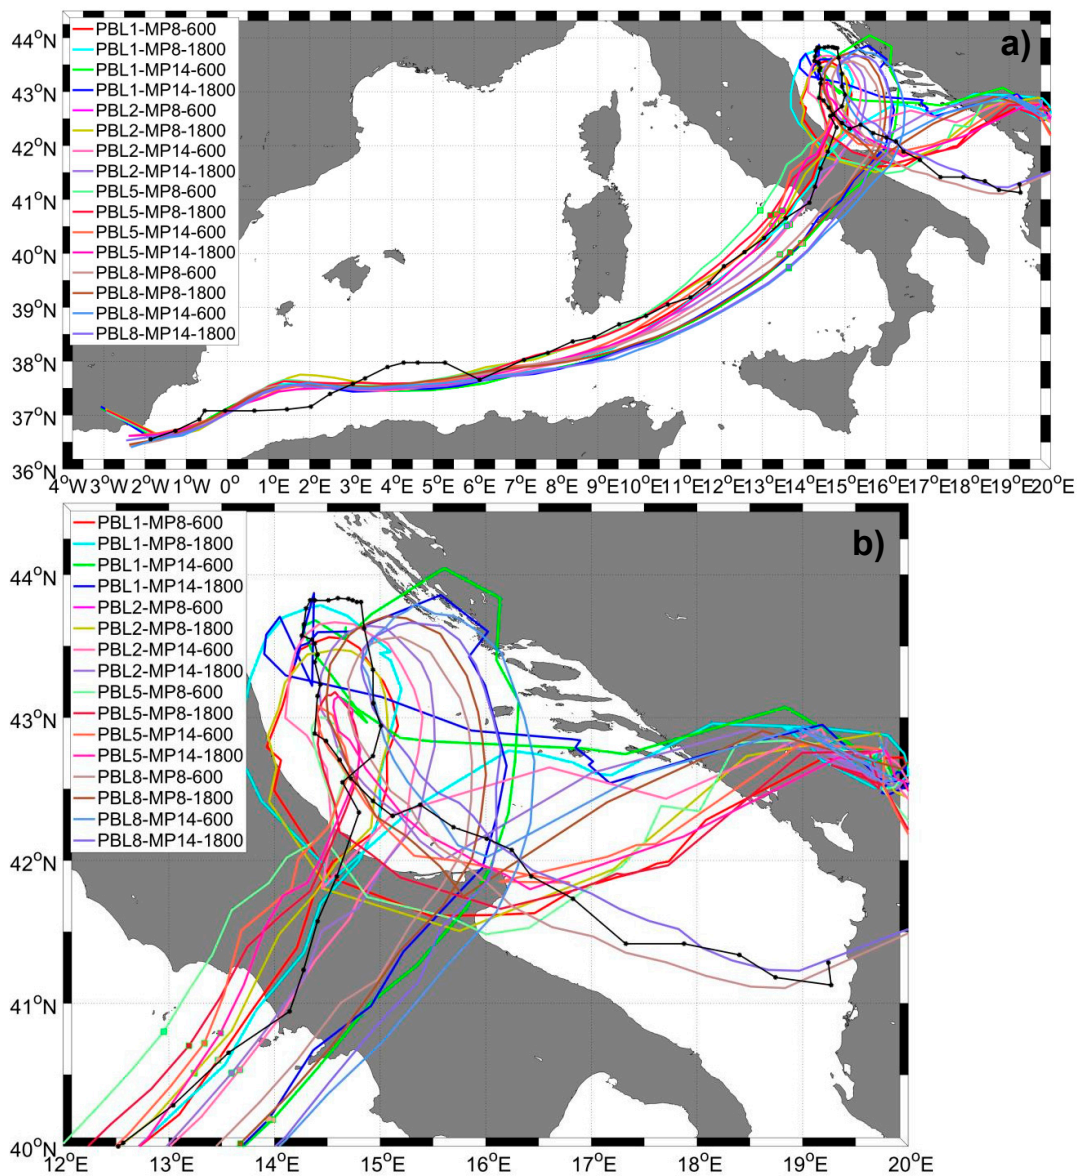 a)
44°N
43°N
42°N
41°N
40°N
39°N
38°N
37°N
36°N
PBL1-MP8-600
PBL1-MP8-1800
PBL1-MP14-600
PBL1-MP14-1800
PBL2-MP8-600
PBL2-MP8-1800
PBL2-MP14-600
PBL2-MP14-1800
PBL5-MP8-600
PBL5-MP8-1800
PBL5-MP14-600
PBL5-MP14-1800
PBL8-MP8-600
PBL8-MP8-1800
PBL8-MP14-600
PBL8-MP14-1800
4°W 3°W 2°W 1°W 0° 1°E 2°E 3°E 4°E 5°E 6°E 7°E 8°E 9°E 10°E 11°E 12°E 13°E 14°E 15°E 16°E 17°E 18°E 19°E 20°E
b)
44°N
43°N
42°N
41°N
40°N
PBL1-MP8-600
PBL1-MP8-1800
PBL1-MP14-600
PBL1-MP14-1800
PBL2-MP8-600
PBL2-MP8-1800
PBL2-MP14-600
PBL2-MP14-1800
PBL5-MP8-600
PBL5-MP8-1800
PBL5-MP14-600
PBL5-MP14-1800
PBL8-MP8-600
PBL8-MP8-1800
PBL8-MP14-600
PBL8-MP14-1800
12°E 13°E 14°E 15°E 16°E 17°E 18°E 19°E 20°E